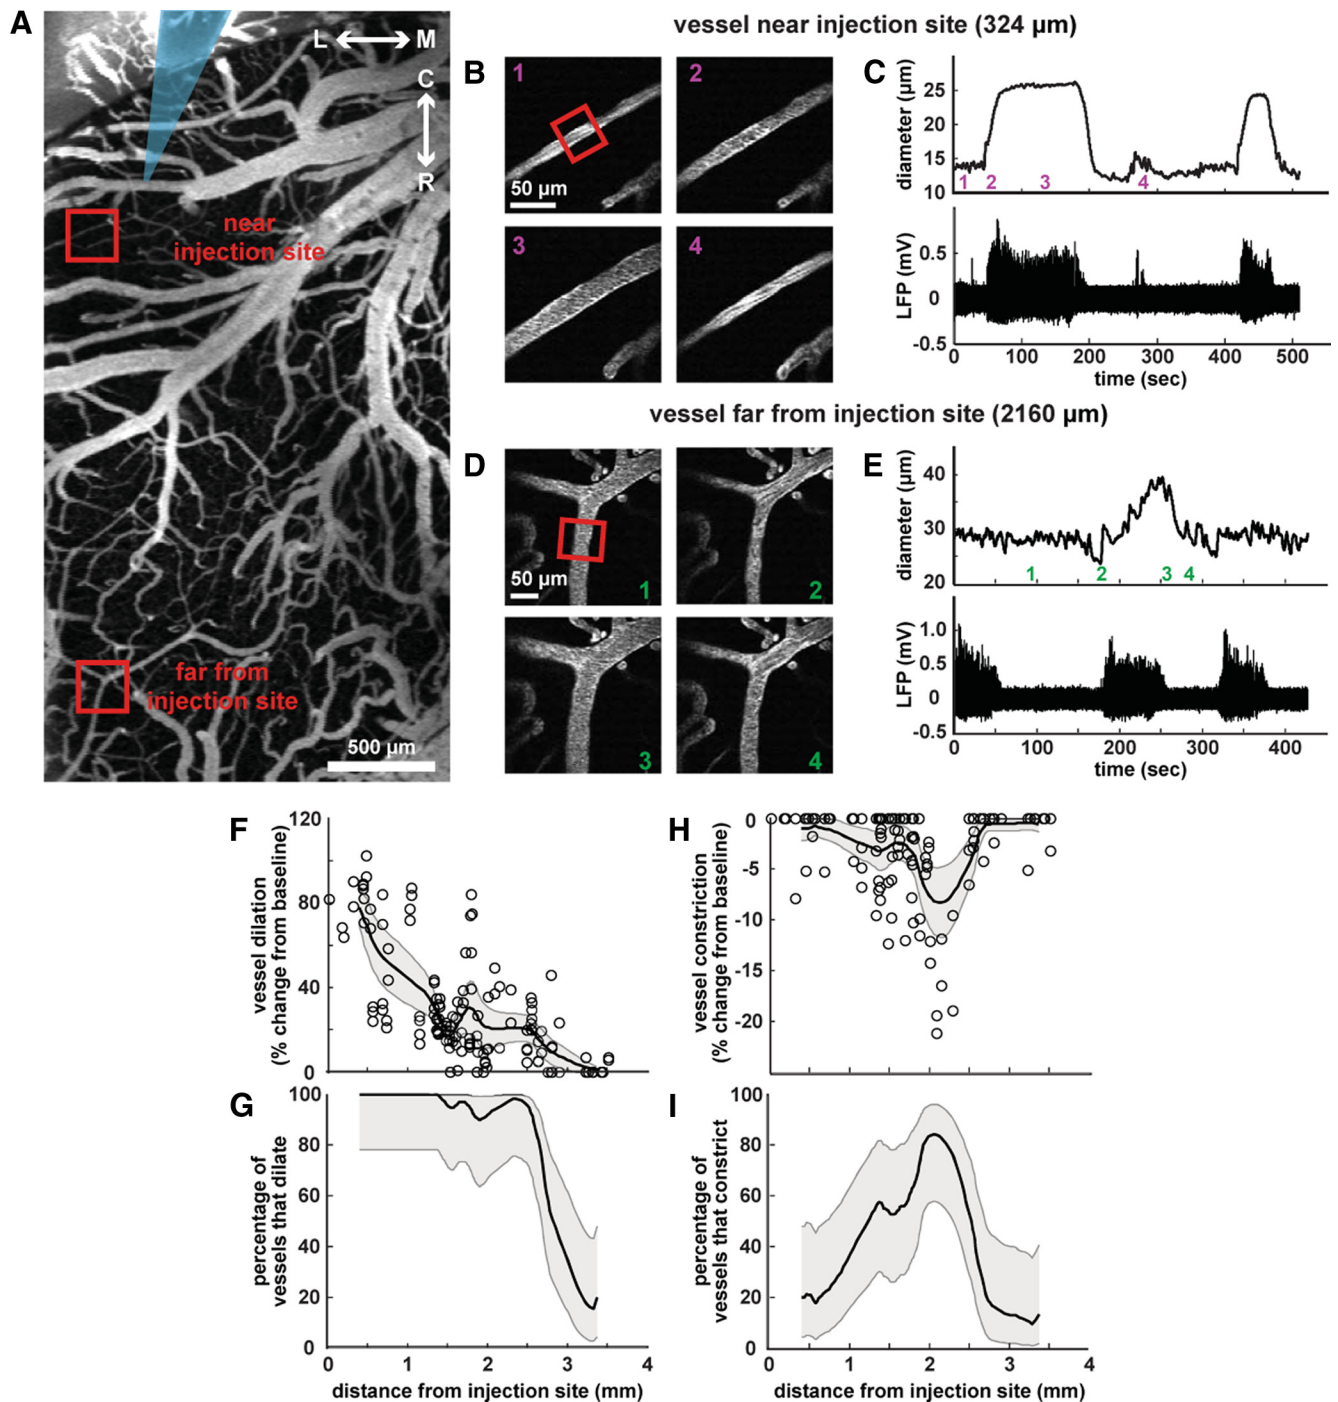 A
L M
C
R
near
injection site
far from
injection site
500 µm
vessel near injection site (324 µm)
B
1
2
50 µm
3
4
C
diameter (µm)
25
20
15
10
1 2 3 4
LFP (mV)
0.5
0
-0.5
0 100 200 300 400 500
time (sec)
vessel far from injection site (2160 µm)
D
50 µm
1
2
3
4
E
diameter (µm)
40
30
20
1 2 3 4
LFP (mV)
1.0
0.5
0
-0.5
0 100 200 300 400
time (sec)
F
vessel dilation
(% change from baseline)
120
80
40
0
H
vessel constriction
(% change from baseline)
0
-5
-10
-15
-20
G
percentage of
vessels that dilate
100
80
60
40
20
0
0 1 2 3 4
distance from injection site (mm)
I
percentage of
vessels that constrict
100
80
60
40
20
0
0 1 2 3 4
distance from injection site (mm)